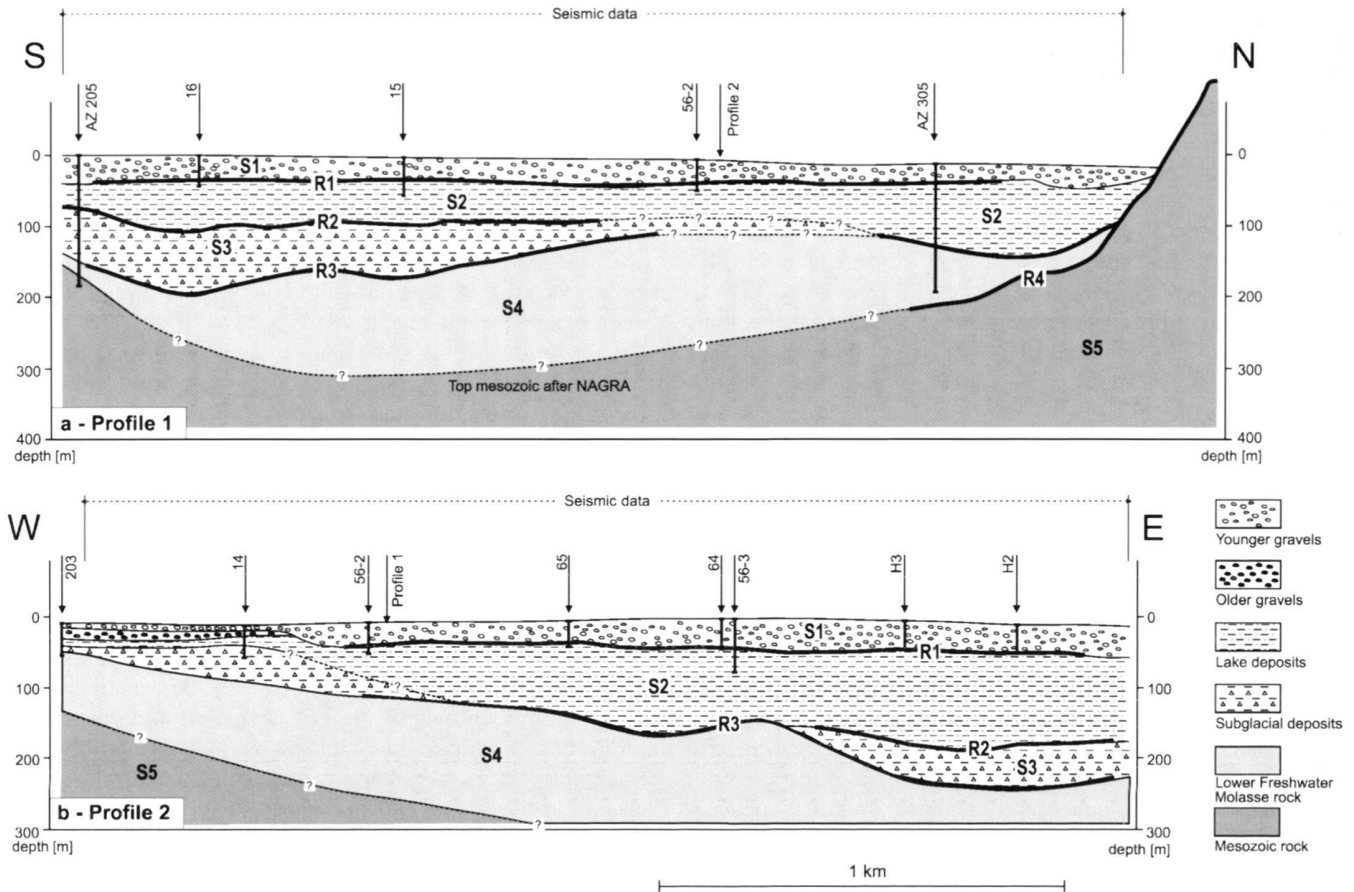 Seismic data
S
N
AZ 205
16
15
56-2
Profile 2
AZ 305
0
100
200
300
400
depth [m]
0
100
200
300
400
depth [m]
S1
R1
S2
S2
R2
S3
R3
R4
S4
S5
?
?
?
?
?
?
?
?
?
?
Top mesozoic after NAGRA
a - Profile 1
Seismic data
W
E
203
14
56-2
Profile 1
65
64
56-3
H3
H2
0
100
200
300
depth [m]
0
100
200
300
depth [m]
S1
R1
S2
R3
R2
S3
S4
S5
?
?
?
?
?
?
b - Profile 2
1 km
Younger gravels
Older gravels
Lake deposits
Subglacial deposits
Lower Freshwater
Molasse rock
Mesozoic rock